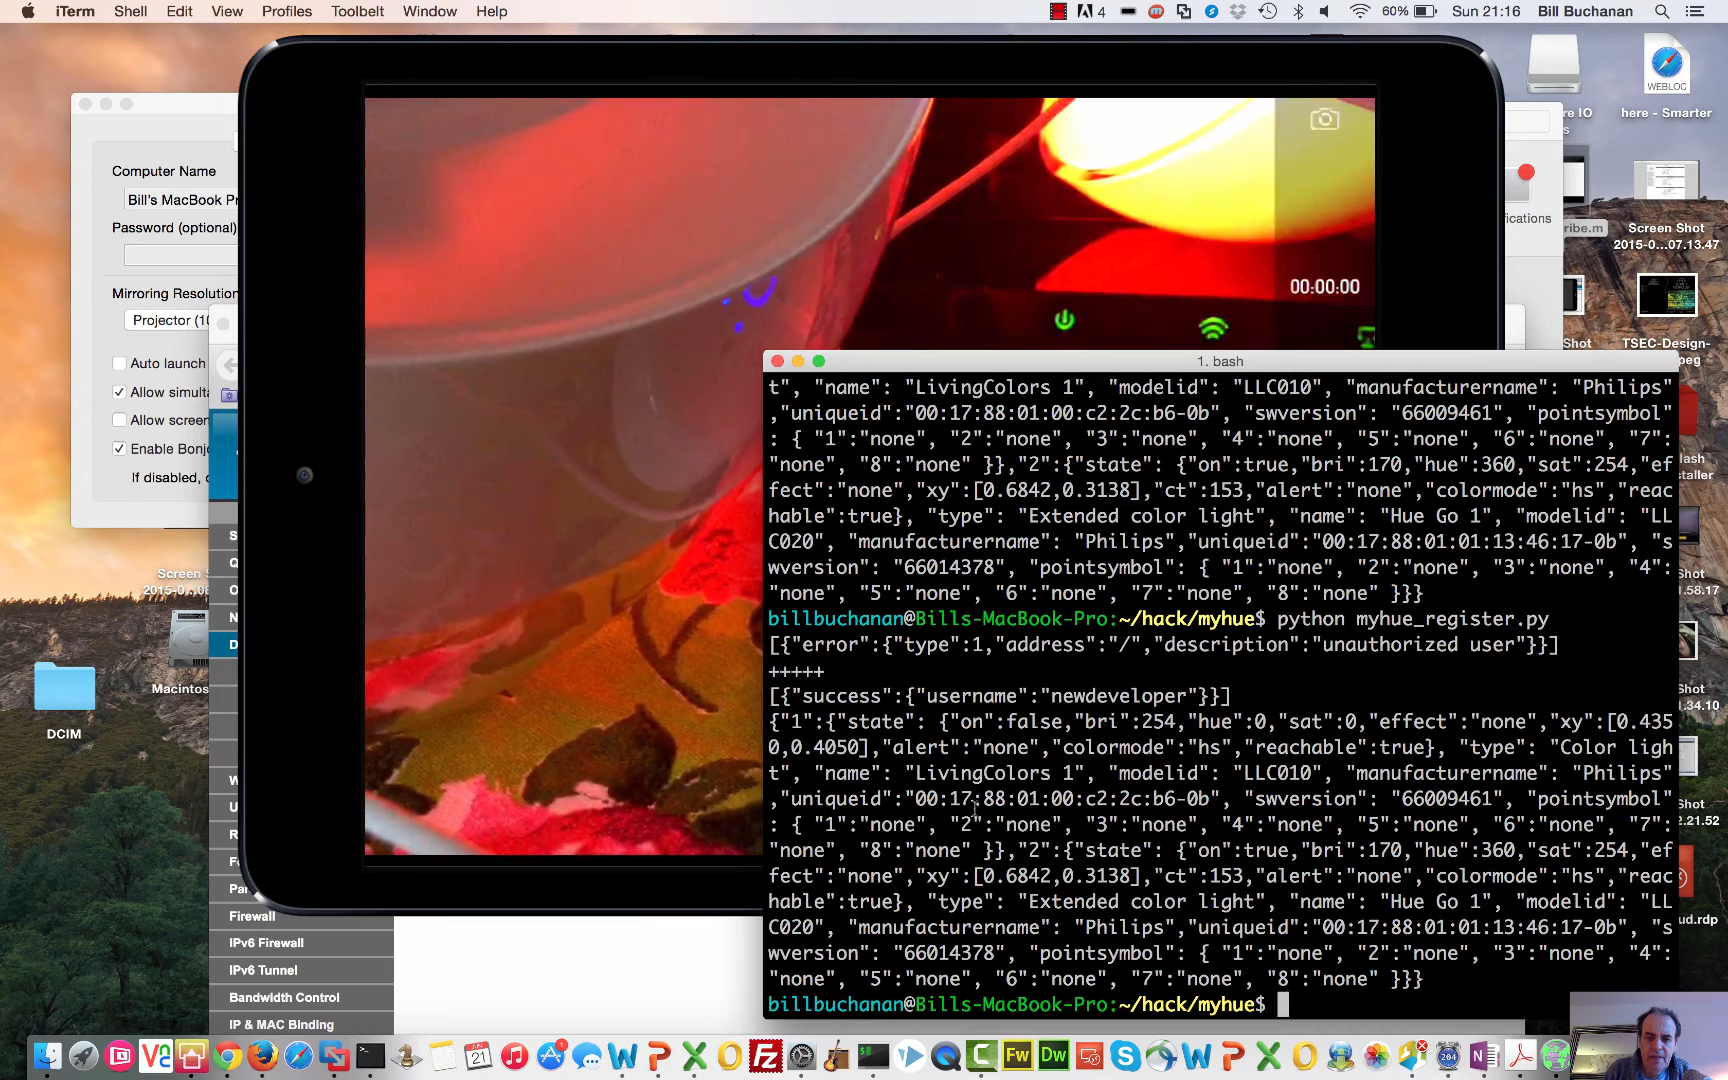 iTerm Shell Edit View Profiles Toolbelt Window Help
4 60% Sun 21:16 Bill Buchanan
WEBLOC
here - Smarter
Computer Name
Bill's MacBook Pr
Password (optional)
Mirroring Resolution
Projector (10
Auto launch
Allow simulta
Allow screen
Enable Bonjo
If disabled, c
00:00:00
Screen Shot
2015-0...07.13.47
TSEC-Design-
1. bash
t", "name": "LivingColors 1", "modelid": "LLC010", "manufacturername": "Philips"
,"uniqueid":"00:17:88:01:00:c2:2c:b6-0b", "swversion": "66009461", "pointsymbol"
: { "1":"none", "2":"none", "3":"none", "4":"none", "5":"none", "6":"none", "7":
"none", "8":"none" }},"2":{"state": {"on":true,"bri":170,"hue":360,"sat":254,"ef
fect":"none","xy":[0.6842,0.3138],"ct":153,"alert":"none","colormode":"hs","reac
hable":true}, "type": "Extended color light", "name": "Hue Go 1", "modelid": "LL
C020", "manufacturername": "Philips","uniqueid":"00:17:88:01:01:13:46:17-0b", "s
wversion": "66014378", "pointsymbol": { "1":"none", "2":"none", "3":"none", "4":
"none", "5":"none", "6":"none", "7":"none", "8":"none" }}}
billbuchanan@Bills-MacBook-Pro:~/hack/myhue$ python myhue_register.py
[{"error":{"type":1,"address":"/","description":"unauthorized user"}}]
+++++
[{"success":{"username":"newdeveloper"}}]
{"1":{"state": {"on":false,"bri":254,"hue":0,"sat":0,"effect":"none","xy":[0.435
0,0.4050],"alert":"none","colormode":"hs","reachable":true}, "type": "Color ligh
t", "name": "LivingColors 1", "modelid": "LLC010", "manufacturername": "Philips"
,"uniqueid":"00:17:88:01:00:c2:2c:b6-0b", "swversion": "66009461", "pointsymbol"
: { "1":"none", "2":"none", "3":"none", "4":"none", "5":"none", "6":"none", "7":
"none", "8":"none" }},"2":{"state": {"on":true,"bri":170,"hue":360,"sat":254,"ef
fect":"none","xy":[0.6842,0.3138],"ct":153,"alert":"none","colormode":"hs","reac
hable":true}, "type": "Extended color light", "name": "Hue Go 1", "modelid": "LL
C020", "manufacturername": "Philips","uniqueid":"00:17:88:01:01:13:46:17-0b", "s
wversion": "66014378", "pointsymbol": { "1":"none", "2":"none", "3":"none", "4":
"none", "5":"none", "6":"none", "7":"none", "8":"none" }}}
billbuchanan@Bills-MacBook-Pro:~/hack/myhue$
Screen S
Macintos
DCIM
Firewall
IPv6 Firewall
IPv6 Tunnel
Bandwidth Control
IP & MAC Binding